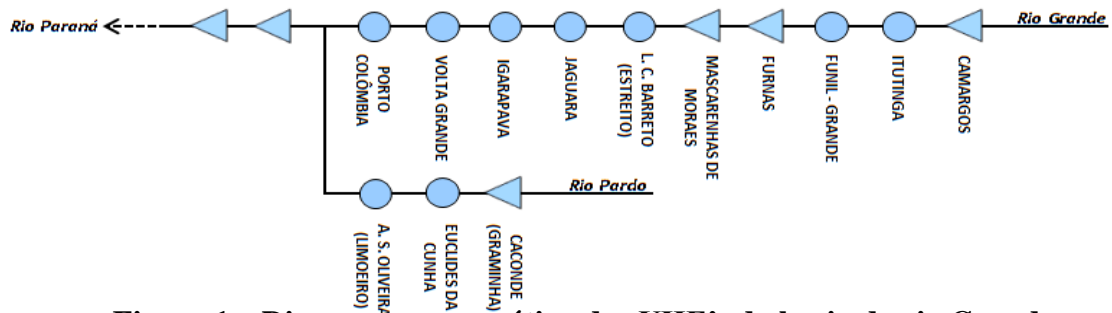 Rio Paraná
Rio Grande
PORTO
COLÔMBIA
VOLTA GRANDE
IGARAPAVA
JAGUARA
L. C. BARRETO
(ESTREITO)
MASCARENHAS DE
MORAES
FURNAS
FUNIL - GRANDE
ITUTINGA
CAMARGOS
Rio Pardo
A. S. OLIVEIRA
(LIMOEIRO)
EUCLIDES DA
CUNHA
CACONDE
(GRAMINHA)